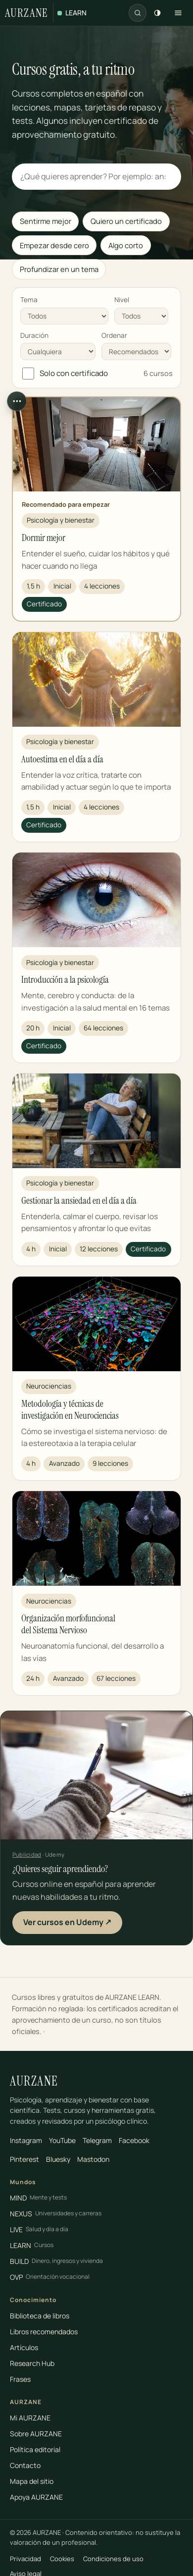 AURZANE LEARN
Cursos gratis, a tu ritmo
Cursos completos en español con
lecciones, mapas, tarjetas de repaso y
tests. Algunos incluyen certificado de
aprovechamiento gratuito.
¿Qué quieres aprender? Por ejemplo: ans
Sentirme mejor
Quiero un certificado
Empezar desde cero
Algo corto
Profundizar en un tema
Tema
Nivel
Todos
Todos
Duración
Ordenar
Cualquiera
Recomendados
Solo con certificado
6 cursos
Recomendado para empezar
Psicología y bienestar
Dormir mejor
Entender el sueño, cuidar los hábitos y qué
hacer cuando no llega
1,5 h
Inicial
4 lecciones
Certificado
Psicología y bienestar
Autoestima en el día a día
Entender la voz crítica, tratarte con
amabilidad y actuar según lo que te importa
1,5 h
Inicial
4 lecciones
Certificado
Psicología y bienestar
Introducción a la psicología
Mente, cerebro y conducta: de la
investigación a la salud mental en 16 temas
20 h
Inicial
64 lecciones
Certificado
Psicología y bienestar
Gestionar la ansiedad en el día a día
Entenderla, calmar el cuerpo, revisar los
pensamientos y afrontar lo que evitas
4 h
Inicial
12 lecciones
Certificado
Neurociencias
Metodología y técnicas de
investigación en Neurociencias
Cómo se investiga el sistema nervioso: de
la estereotaxia a la terapia celular
4 h
Avanzado
9 lecciones
Neurociencias
Organización morfofuncional
del Sistema Nervioso
Neuroanatomía funcional, del desarrollo a
las vías
24 h
Avanzado
67 lecciones
Publicidad · Udemy
¿Quieres seguir aprendiendo?
Cursos online en español para aprender
nuevas habilidades a tu ritmo.
Ver cursos en Udemy ↗
Cursos libres y gratuitos de AURZANE LEARN.
Formación no reglada: los certificados acreditan el
aprovechamiento de un curso, no son títulos
oficiales. ·
AURZANE
Psicología, aprendizaje y bienestar con base
científica. Tests, cursos y herramientas gratis,
creados y revisados por un psicólogo clínico.
Instagram YouTube Telegram Facebook
Pinterest Bluesky Mastodon
Mundos
MIND Mente y tests
NEXUS Universidades y carreras
LIVE Salud y día a día
LEARN Cursos
BUILD Dinero, ingresos y vivienda
OVP Orientación vocacional
Conocimiento
Biblioteca de libros
Libros recomendados
Artículos
Research Hub
Frases
AURZANE
Mi AURZANE
Sobre AURZANE
Política editorial
Contacto
Mapa del sitio
Apoya AURZANE
© 2026 AURZANE · Contenido orientativo: no sustituye la
valoración de un profesional.
Privacidad Cookies Condiciones de uso
Aviso legal